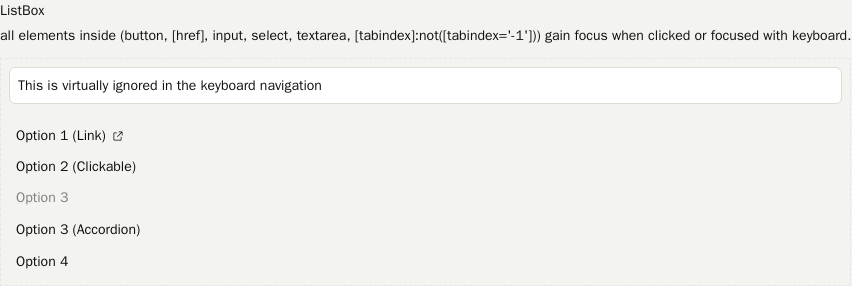 ListBox
all elements inside (button, [href], input, select, textarea, [tabindex]:not([tabindex='-1'])) gain focus when clicked or focused with keyboard.
This is virtually ignored in the keyboard navigation
Option 1 (Link)
Option 2 (Clickable)
Option 3
Option 3 (Accordion)
Option 4